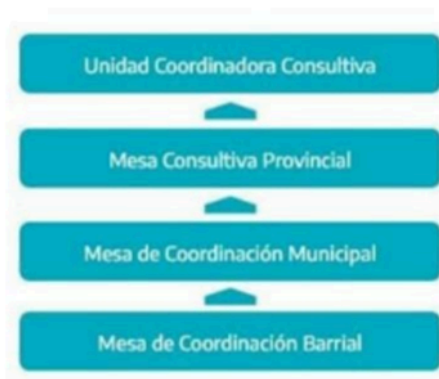 Unidad Coordinadora Consultiva
Mesa Consultiva Provincial
Mesa de Coordinación Municipal
Mesa de Coordinación Barrial